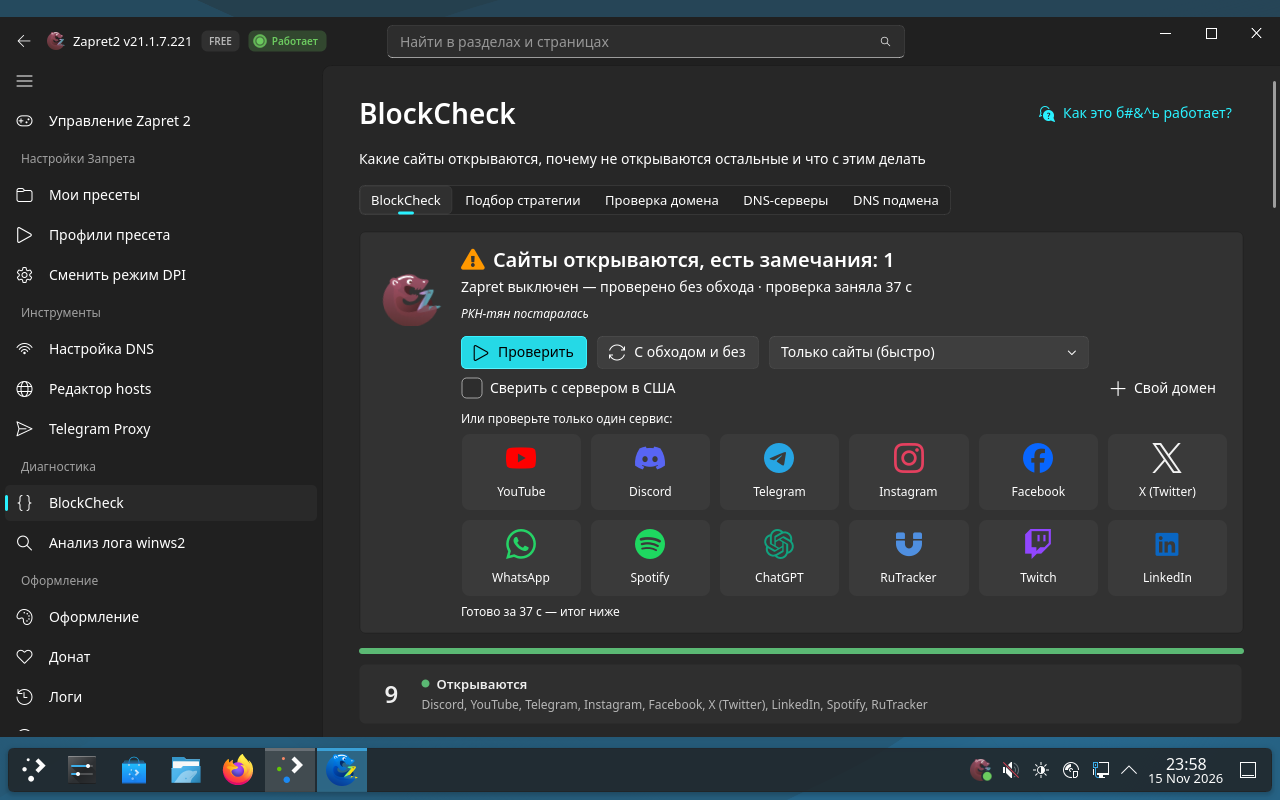 Zapret2 v21.1.7.221
FREE
Работает
Найти в разделах и страницах
Управление Zapret 2
Настройки Запрета
Мои пресеты
Профили пресета
Сменить режим DPI
Инструменты
Настройка DNS
Редактор hosts
Telegram Proxy
Диагностика
BlockCheck
Анализ лога winws2
Оформление
Оформление
Донат
Логи
BlockCheck
Как это б#&^ь работает?
Какие сайты открываются, почему не открываются остальные и что с этим делать
BlockCheck Подбор стратегии Проверка домена DNS-серверы DNS подмена
Сайты открываются, есть замечания: 1
Zapret выключен — проверено без обхода · проверка заняла 37 с
РКН-тян постаралась
Проверить С обходом и без Только сайты (быстро)
Сверить с сервером в США Свой домен
Или проверьте только один сервис:
YouTube Discord Telegram Instagram Facebook X (Twitter)
WhatsApp Spotify ChatGPT RuTracker Twitch LinkedIn
Готово за 37 с — итог ниже
9 Открываются
Discord, YouTube, Telegram, Instagram, Facebook, X (Twitter), LinkedIn, Spotify, RuTracker
23:58
15 Nov 2026